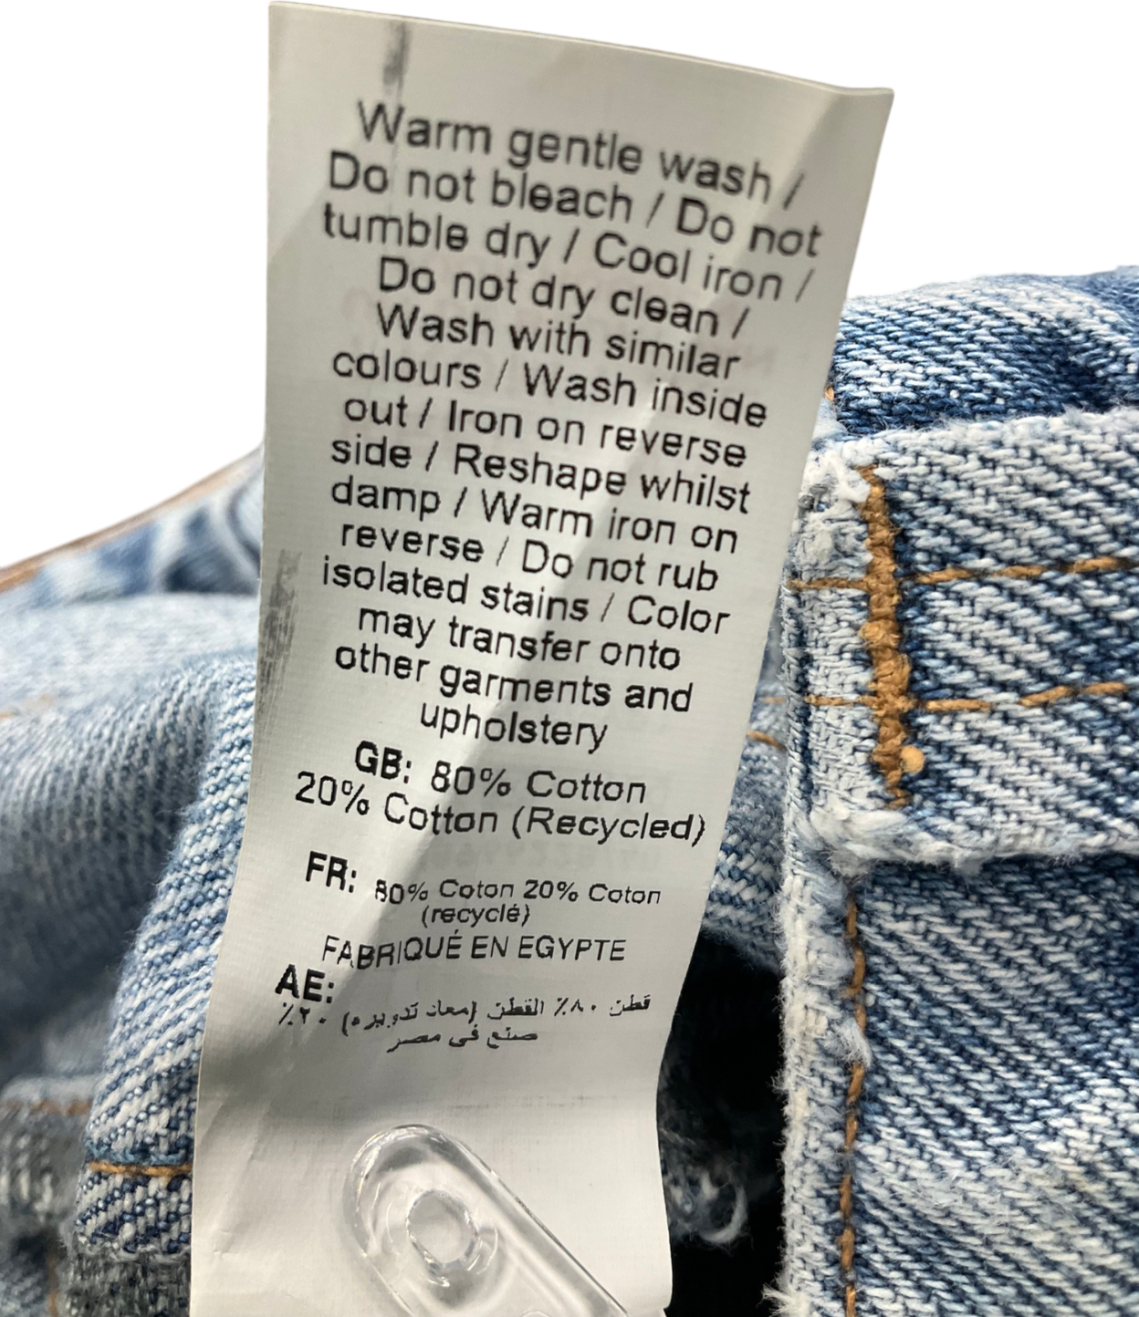 Warm gentle wash /
Do not bleach / Do not
tumble dry / Cool iron /
Do not dry clean /
Wash with similar
colours / Wash inside
out / Iron on reverse
side / Reshape whilst
damp / Warm iron on
reverse / Do not rub
isolated stains / Color
may transfer onto
other garments and
upholstery
GB: 80% Cotton
20% Cotton (Recycled)
FR: 80% Coton 20% Coton
(recyclé)
FABRIQUÉ EN EGYPTE
AE:
قطن ٨٠٪ القطن (معاد تدويره) ٢٠٪
صنع في مصر